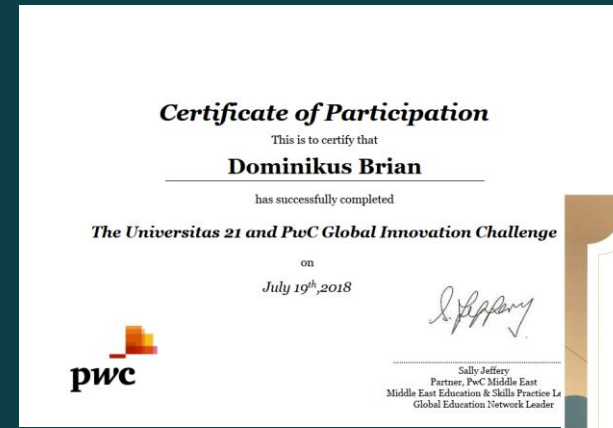 Certificate of Participation
This is to certify that
Dominikus Brian
has successfully completed
The Universitas 21 and PwC Global Innovation Challenge
on
July 19th,2018
S. Jeffery
pwc
Sally Jeffery
Partner, PwC Middle East
Middle East Education & Skills Practice Le
Global Education Network Leader